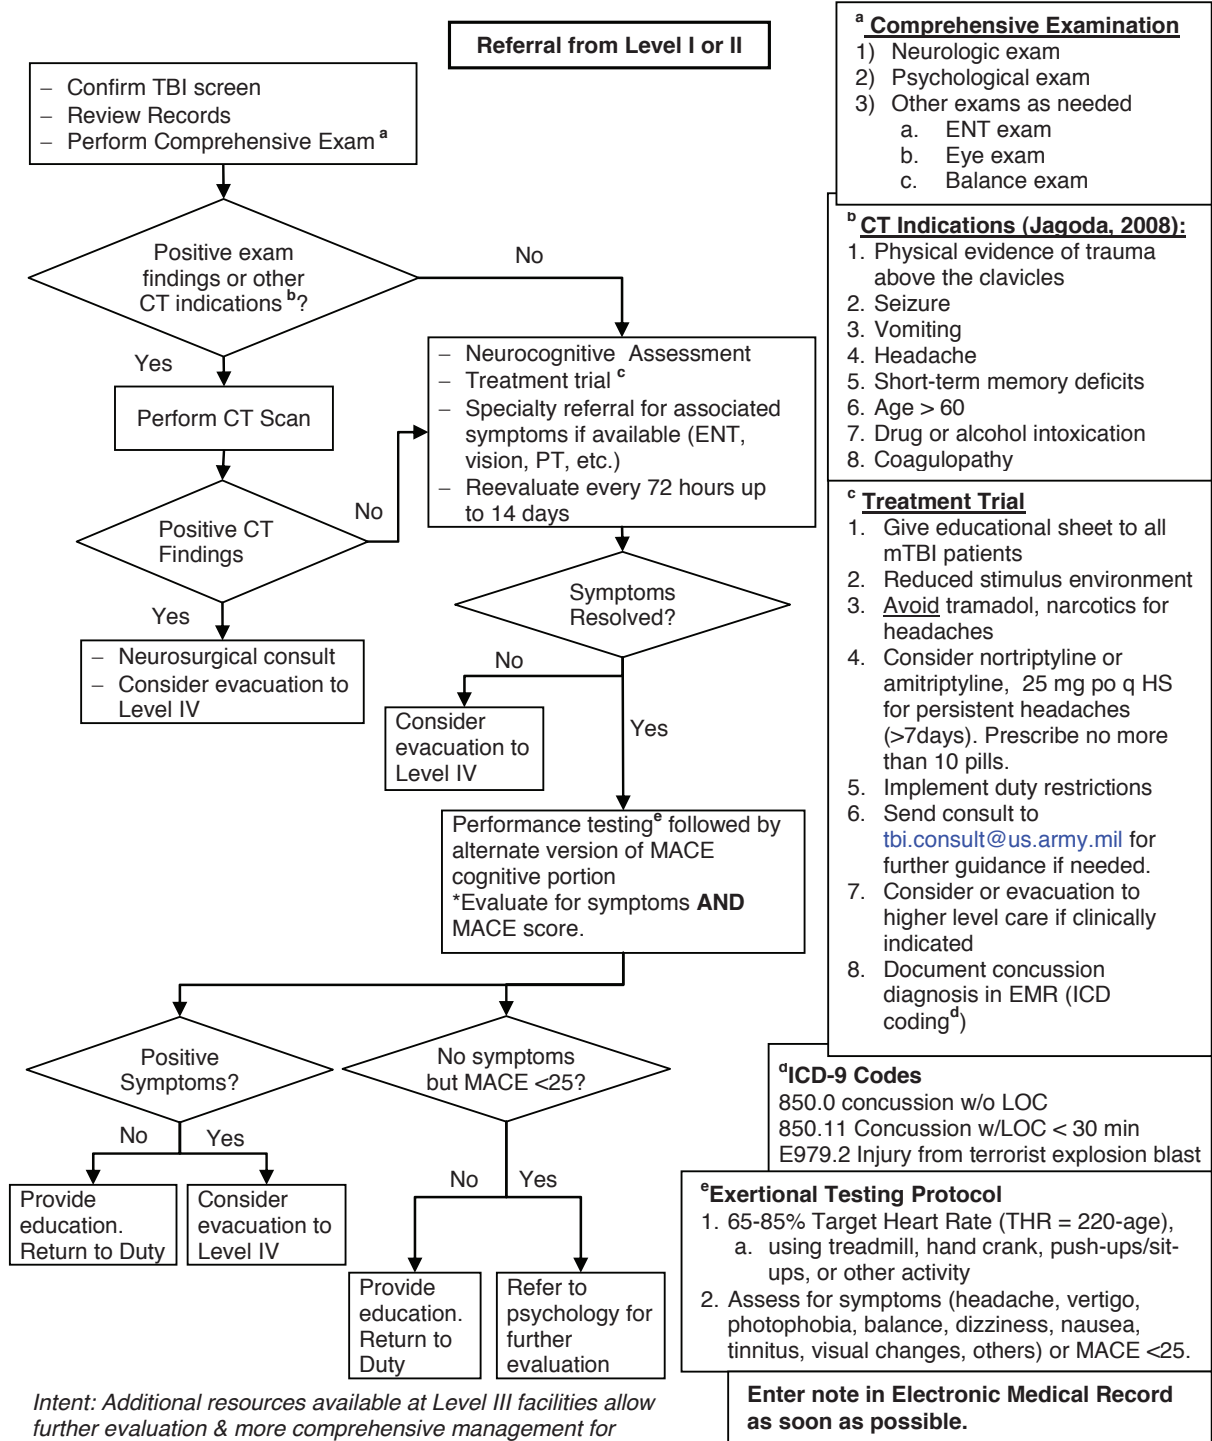 Referral from Level I or II
– Confirm TBI screen
– Review Records
– Perform Comprehensive Exam a
Positive exam
findings or other
CT indications b?
No
Yes
Perform CT Scan
Positive CT
Findings
No
Yes
– Neurosurgical consult
– Consider evacuation to
Level IV
– Neurocognitive Assessment
– Treatment trial c
– Specialty referral for associated
symptoms if available (ENT,
vision, PT, etc.)
– Reevaluate every 72 hours up
to 14 days
Symptoms
Resolved?
No
Yes
Consider
evacuation to
Level IV
Performance testinge followed by
alternate version of MACE
cognitive portion
*Evaluate for symptoms AND
MACE score.
Positive
Symptoms?
No
Yes
Provide
education.
Return to Duty
Consider
evacuation to
Level IV
No symptoms
but MACE <25?
No
Yes
Provide
education.
Return to
Duty
Refer to
psychology for
further
evaluation
Intent: Additional resources available at Level III facilities allow
further evaluation & more comprehensive management for
a Comprehensive Examination
1) Neurologic exam
2) Psychological exam
3) Other exams as needed
a. ENT exam
b. Eye exam
c. Balance exam
b CT Indications (Jagoda, 2008):
1. Physical evidence of trauma
above the clavicles
2. Seizure
3. Vomiting
4. Headache
5. Short-term memory deficits
6. Age > 60
7. Drug or alcohol intoxication
8. Coagulopathy
c Treatment Trial
1. Give educational sheet to all
mTBI patients
2. Reduced stimulus environment
3. Avoid tramadol, narcotics for
headaches
4. Consider nortriptyline or
amitriptyline, 25 mg po q HS
for persistent headaches
(>7days). Prescribe no more
than 10 pills.
5. Implement duty restrictions
6. Send consult to
tbi.consult@us.army.mil for
further guidance if needed.
7. Consider or evacuation to
higher level care if clinically
indicated
8. Document concussion
diagnosis in EMR (ICD
codingd)
dICD-9 Codes
850.0 concussion w/o LOC
850.11 Concussion w/LOC < 30 min
E979.2 Injury from terrorist explosion blast
eExertional Testing Protocol
1. 65-85% Target Heart Rate (THR = 220-age),
a. using treadmill, hand crank, push-ups/sit-
ups, or other activity
2. Assess for symptoms (headache, vertigo,
photophobia, balance, dizziness, nausea,
tinnitus, visual changes, others) or MACE <25.
Enter note in Electronic Medical Record
as soon as possible.